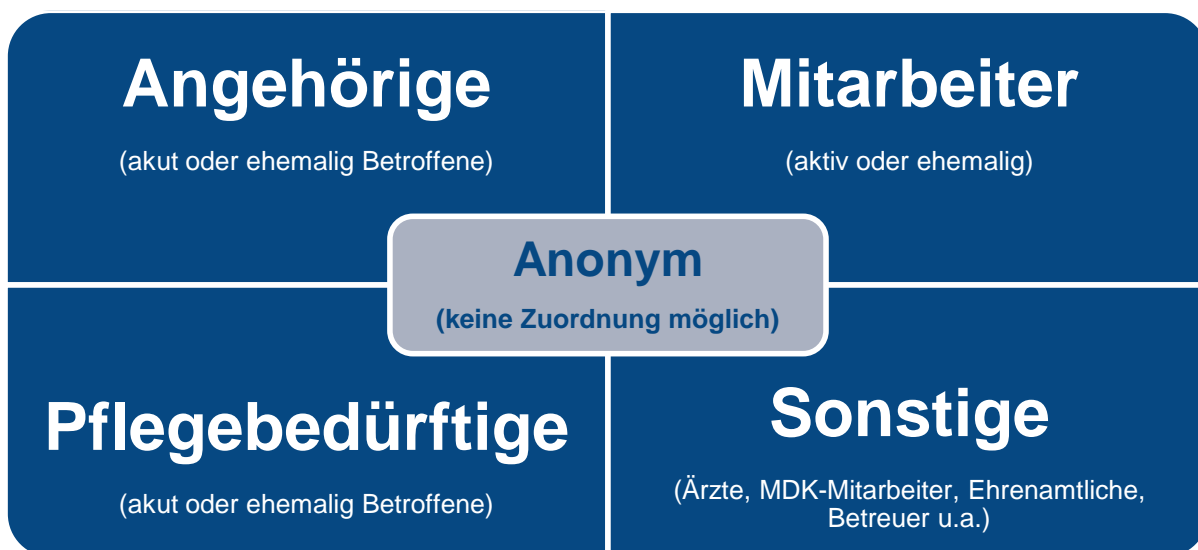 Angehörige
(akut oder ehemalig Betroffene)
Mitarbeiter
(aktiv oder ehemalig)
Anonym
(keine Zuordnung möglich)
Pflegebedürftige
(akut oder ehemalig Betroffene)
Sonstige
(Ärzte, MDK-Mitarbeiter, Ehrenamtliche,
Betreuer u.a.)